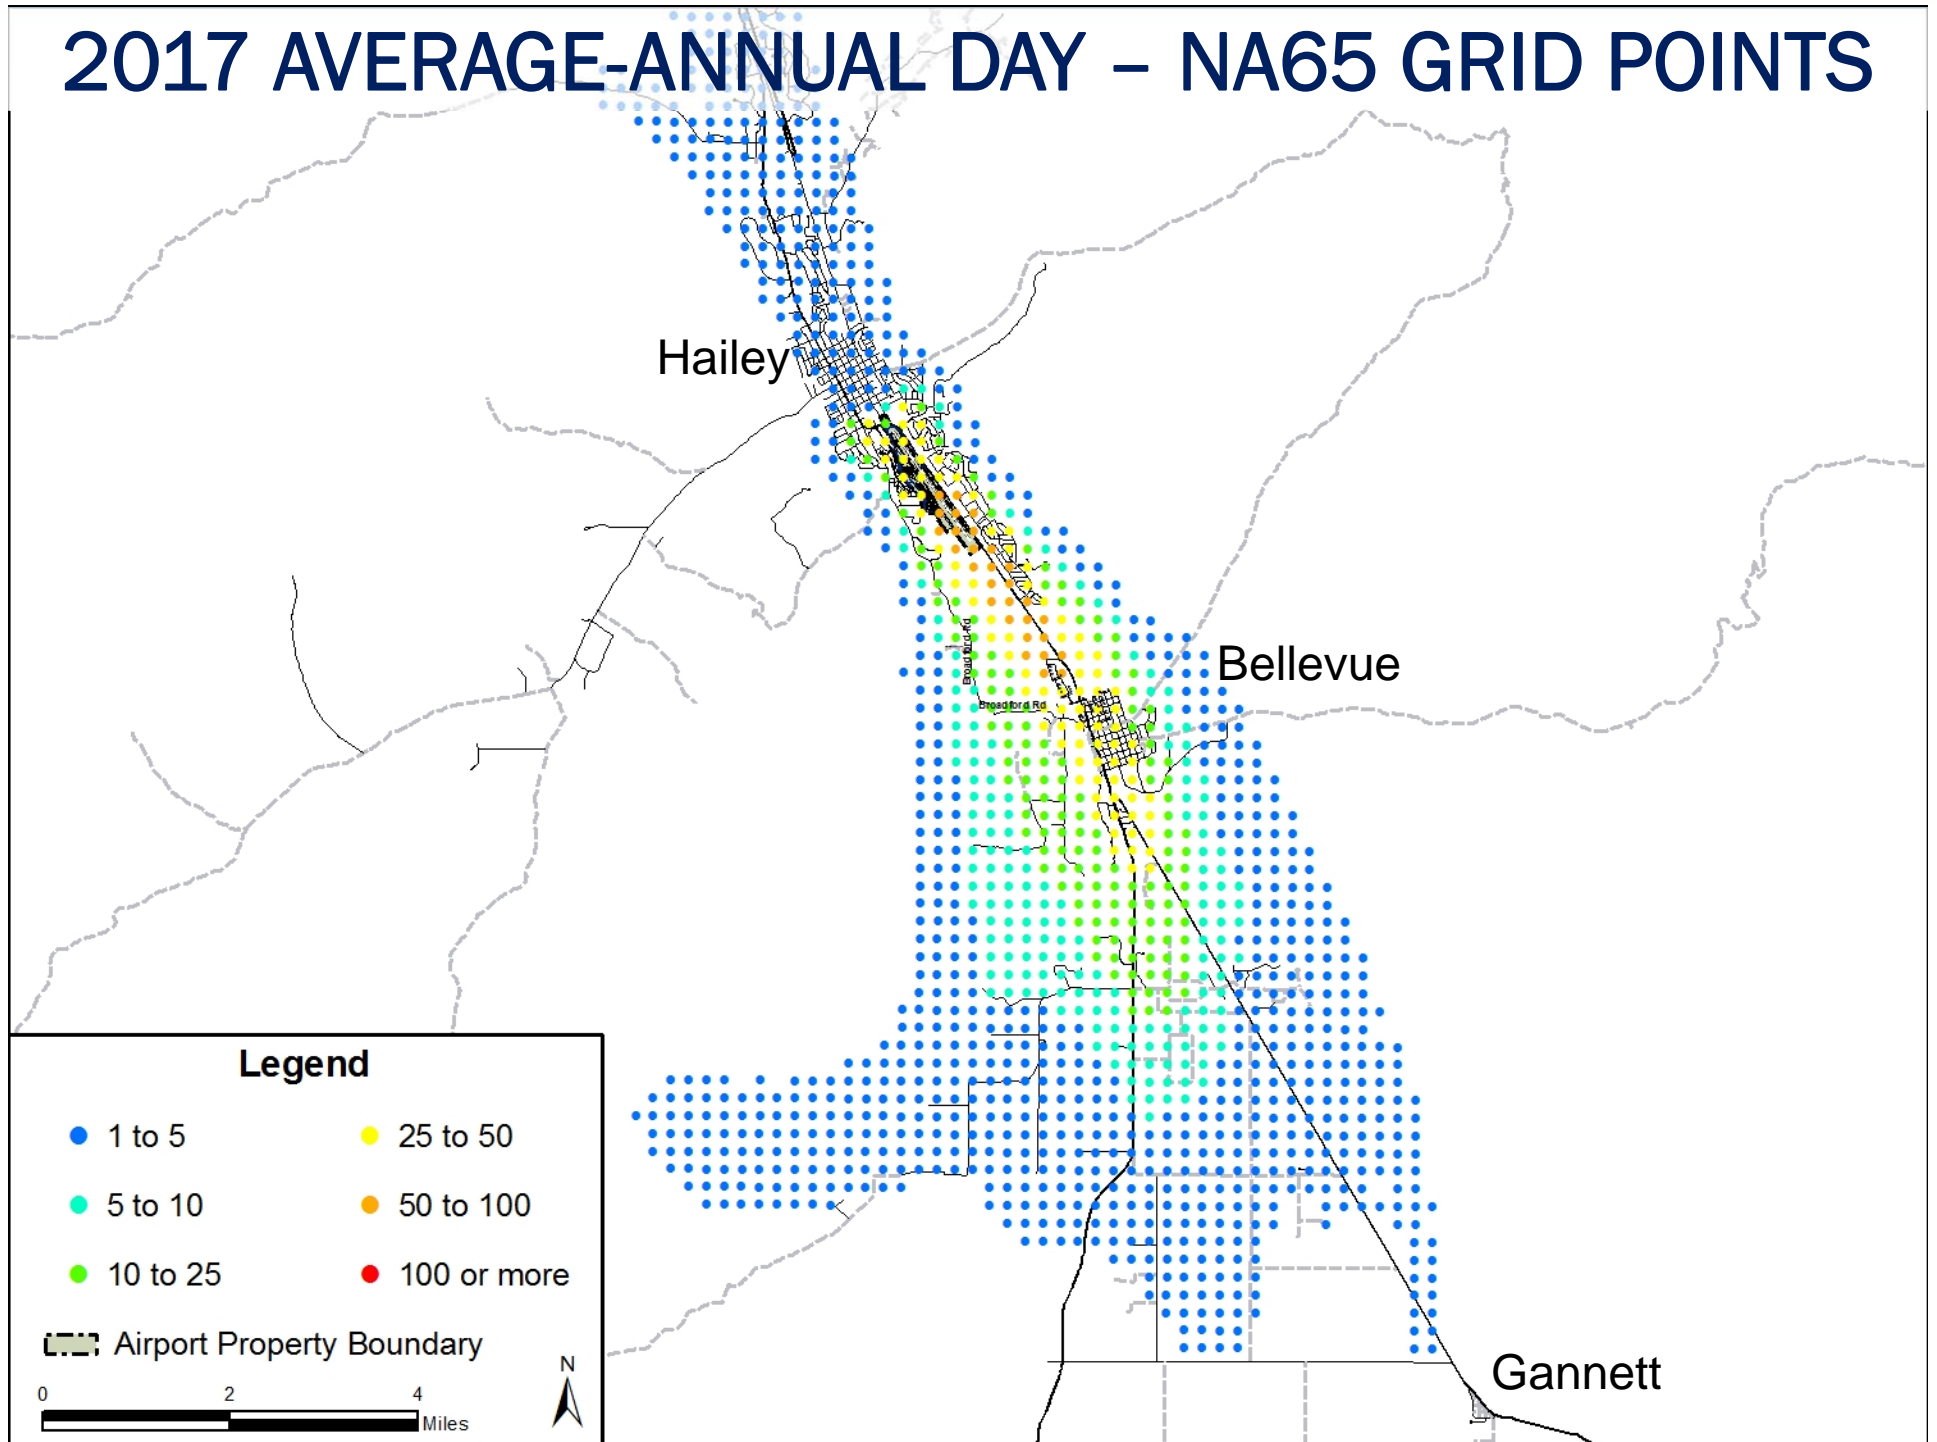 2017 AVERAGE-ANNUAL DAY – NA65 GRID POINTS
Hailey
Bellevue
Broadford Rd
Broadford Rd
Legend
1 to 5
25 to 50
5 to 10
50 to 100
10 to 25
100 or more
Airport Property Boundary
N
0 2 4
Miles
Gannett